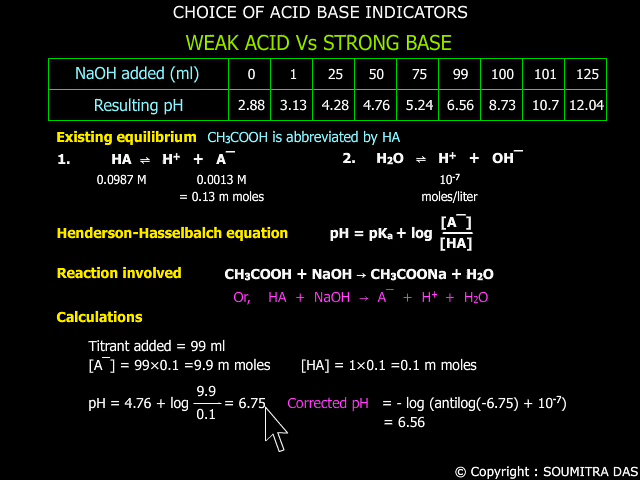 CHOICE OF ACID BASE INDICATORS
WEAK ACID Vs STRONG BASE
NaOH added (ml) 0 1 25 50 75 99 100 101 125
Resulting pH 2.88 3.13 4.28 4.76 5.24 6.56 8.73 10.7 12.04
Existing equilibrium CH₃COOH is abbreviated by HA
1. HA ⇌ H⁺ + A⁻ 2. H₂O ⇌ H⁺ + OH⁻
0.0987 M 0.0013 M 10⁻⁷
= 0.13 m moles moles/liter
Henderson-Hasselbalch equation pH = pKₐ + log [A⁻]/[HA]
Reaction involved CH₃COOH + NaOH → CH₃COONa + H₂O
Or, HA + NaOH → A⁻ + H⁺ + H₂O
Calculations
Titrant added = 99 ml
[A⁻] = 99×0.1 =9.9 m moles [HA] = 1×0.1 =0.1 m moles
pH = 4.76 + log 9.9/0.1 = 6.75 Corrected pH = - log (antilog(-6.75) + 10⁻⁷)
= 6.56
© Copyright : SOUMITRA DAS